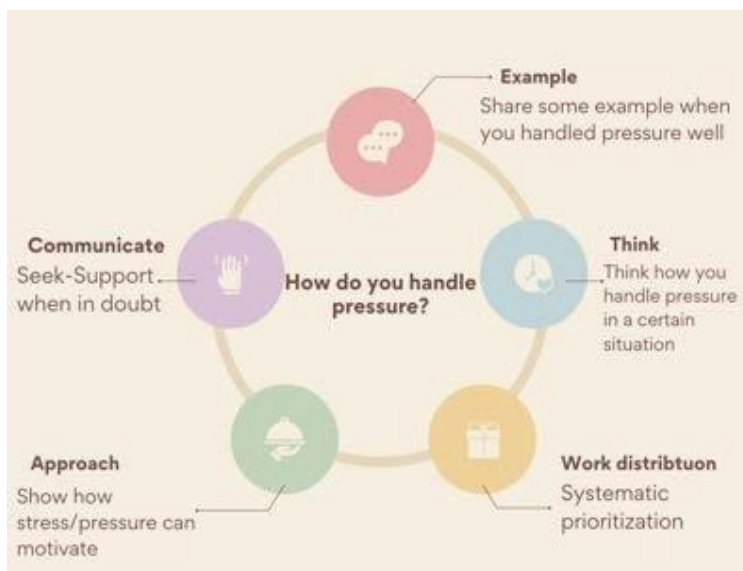 Example
Share some example when
you handled pressure well
Think
Think how you
handle pressure
in a certain
situation
Work distribtuon
Systematic
prioritization
Approach
Show how
stress/pressure can
motivate
Communicate
Seek-Support
when in doubt
How do you handle
pressure?